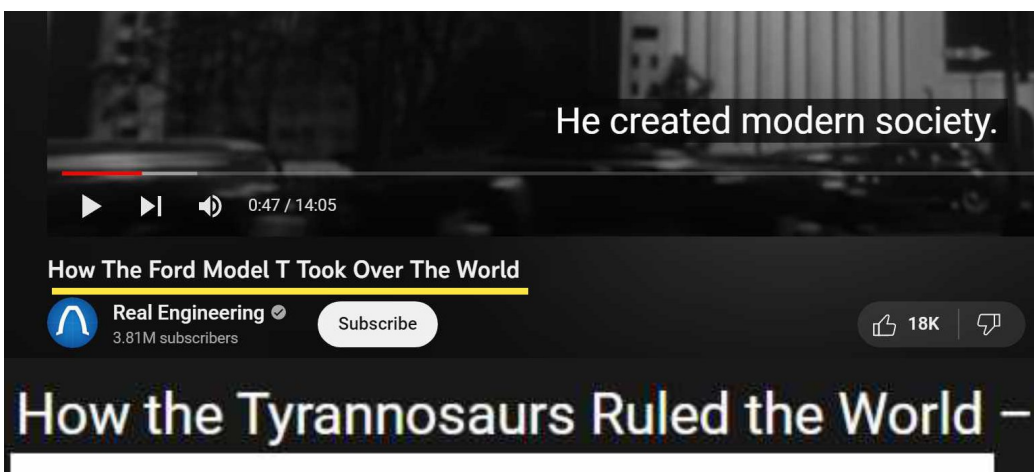 He created modern society.
0:47 / 14:05
How The Ford Model T Took Over The World
Real Engineering
3.81M subscribers
Subscribe
18K
How the Tyrannosaurs Ruled the World –